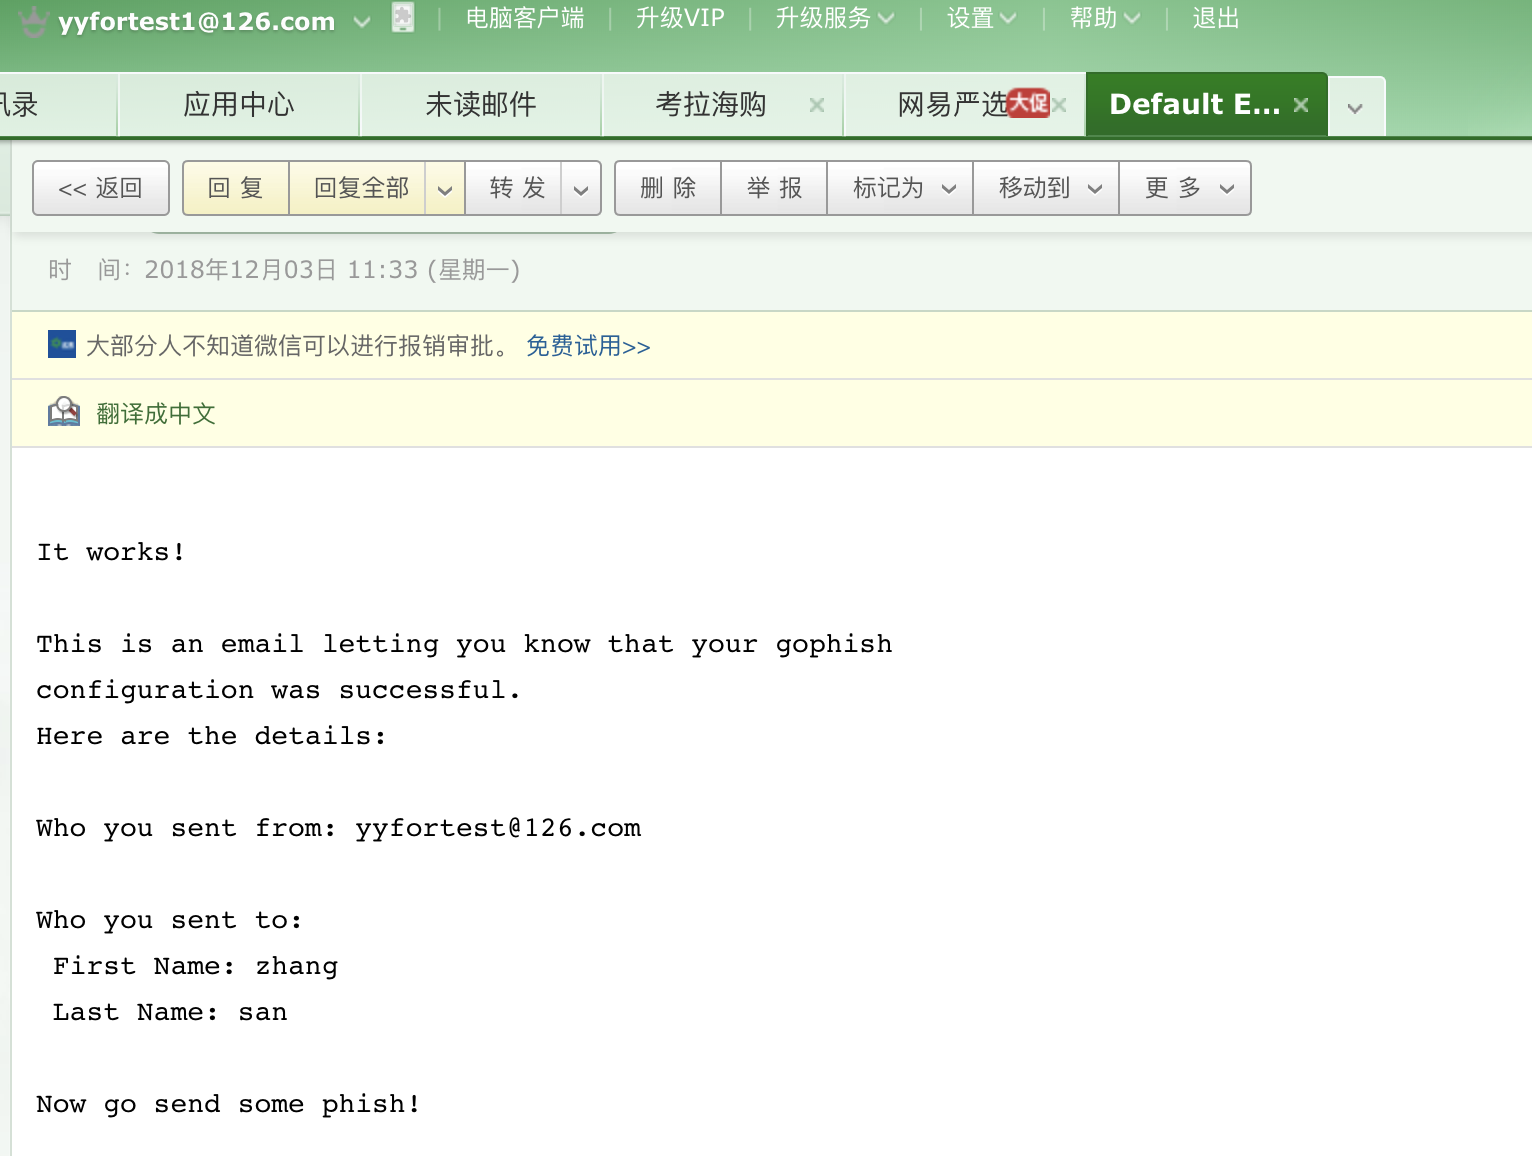 yyfortest1@126.com 电脑客户端 升级VIP 升级服务 设置 帮助 退出
录 应用中心 未读邮件 考拉海购 网易严选 大促 Default E...
<< 返回 回复 回复全部 转发 删除 举报 标记为 移动到 更多
时 间：2018年12月03日 11:33 (星期一)
大部分人不知道微信可以进行报销审批。 免费试用>>
翻译成中文
It works!
This is an email letting you know that your gophish
configuration was successful.
Here are the details:
Who you sent from: yyfortest@126.com
Who you sent to:
First Name: zhang
Last Name: san
Now go send some phish!